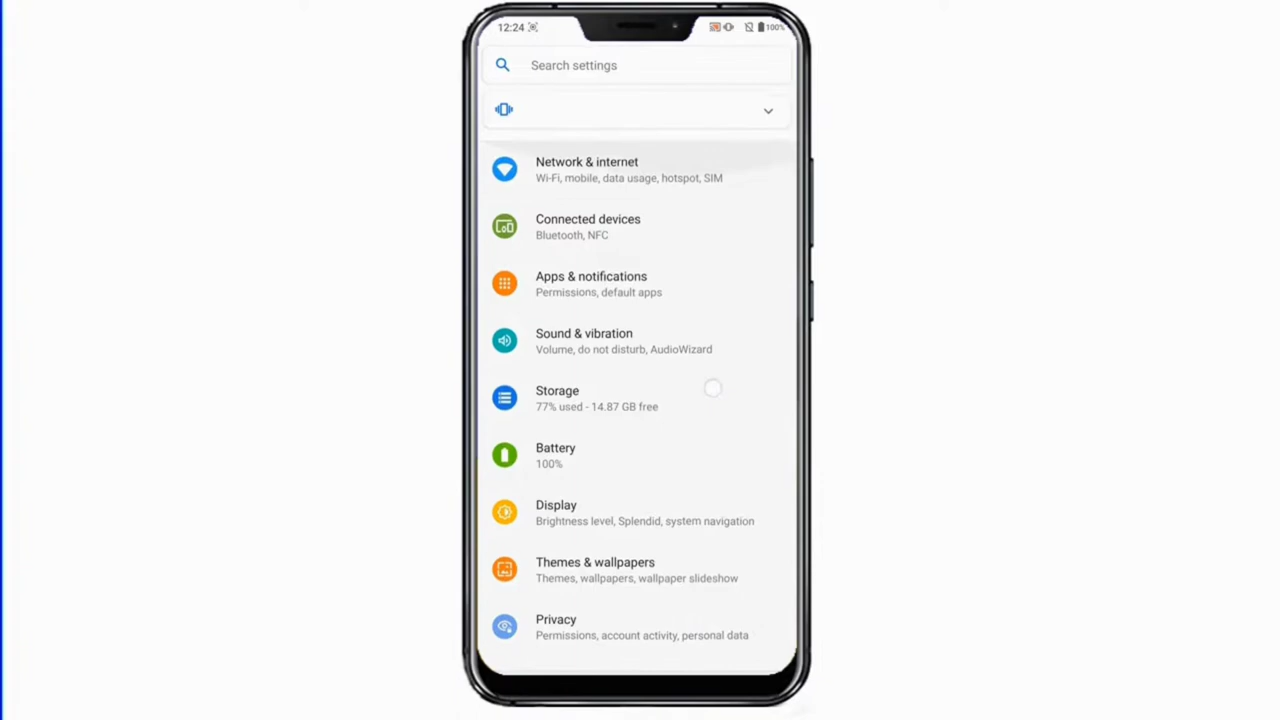 12:24
100%
Search settings
Network & internet
Wi-Fi, mobile, data usage, hotspot, SIM
Connected devices
Bluetooth, NFC
Apps & notifications
Permissions, default apps
Sound & vibration
Volume, do not disturb, AudioWizard
Storage
77% used - 14.87 GB free
Battery
100%
Display
Brightness level, Splendid, system navigation
Themes & wallpapers
Themes, wallpapers, wallpaper slideshow
Privacy
Permissions, account activity, personal data